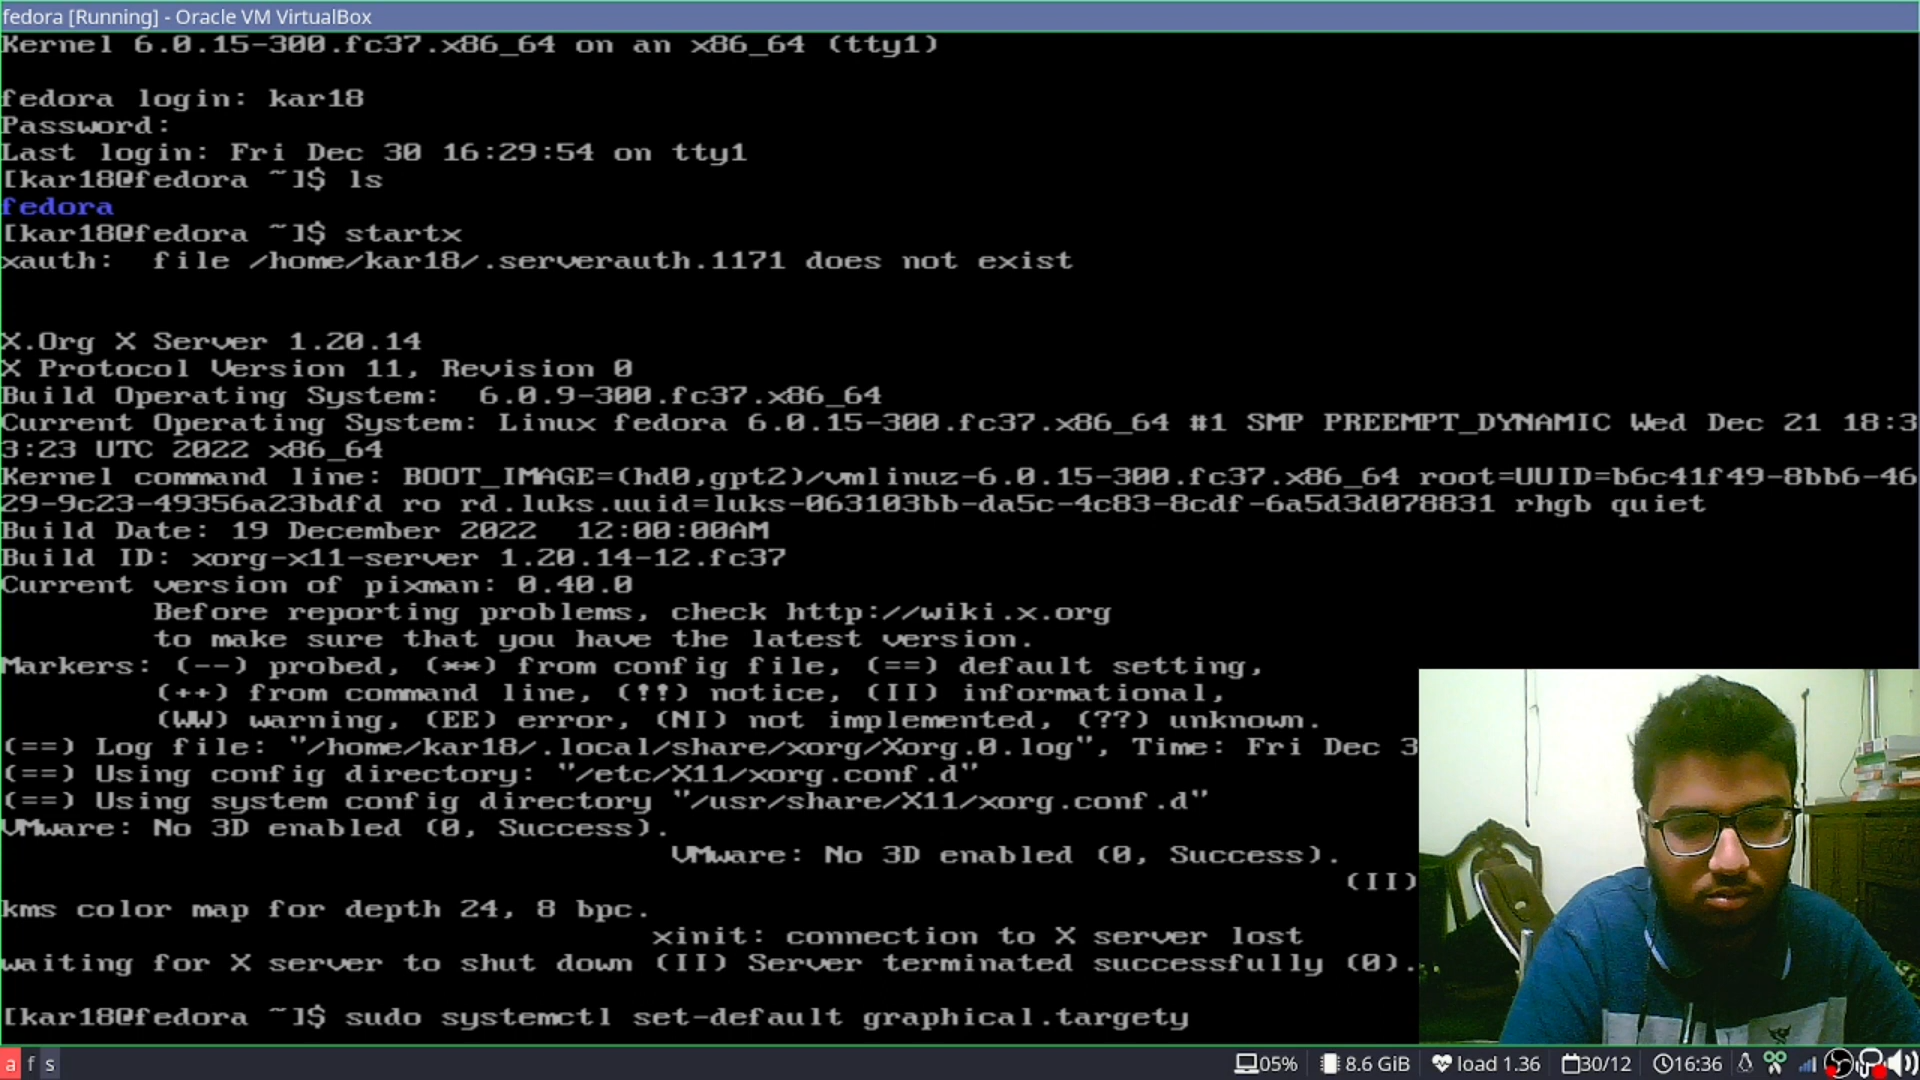 fedora [Running] - Oracle VM VirtualBox
Kernel 6.0.15-300.fc37.x86_64 on an x86_64 (tty1)
fedora login: kar18
Password:
Last login: Fri Dec 30 16:29:54 on tty1
[kar18@fedora ~]$ ls
fedora
[kar18@fedora ~]$ startx
xauth:  file /home/kar18/.serverauth.1171 does not exist
X.Org X Server 1.20.14
X Protocol Version 11, Revision 0
Build Operating System:  6.0.9-300.fc37.x86_64
Current Operating System: Linux fedora 6.0.15-300.fc37.x86_64 #1 SMP PREEMPT_DYNAMIC Wed Dec 21 18:3
3:23 UTC 2022 x86_64
Kernel command line: BOOT_IMAGE=(hd0,gpt2)/vmlinuz-6.0.15-300.fc37.x86_64 root=UUID=b6c41f49-8bb6-46
29-9c23-49356a23bdfd ro rd.luks.uuid=luks-063103bb-da5c-4c83-8cdf-6a5d3d078831 rhgb quiet
Build Date: 19 December 2022  12:00:00AM
Build ID: xorg-x11-server 1.20.14-12.fc37
Current version of pixman: 0.40.0
Before reporting problems, check http://wiki.x.org
to make sure that you have the latest version.
Markers: (--) probed, (**) from config file, (==) default setting,
(++) from command line, (!!) notice, (II) informational,
(WW) warning, (EE) error, (NI) not implemented, (??) unknown.
(==) Log file: "/home/kar18/.local/share/xorg/Xorg.0.log", Time: Fri Dec 3
(==) Using config directory: "/etc/X11/xorg.conf.d"
(==) Using system config directory "/usr/share/X11/xorg.conf.d"
VMware: No 3D enabled (0, Success).
VMware: No 3D enabled (0, Success).
(II)
kms color map for depth 24, 8 bpc.
xinit: connection to X server lost
waiting for X server to shut down (II) Server terminated successfully (0).
[kar18@fedora ~]$ sudo systemctl set-default graphical.targety
a f s 05% 8.6 GiB load 1.36 30/12 16:36